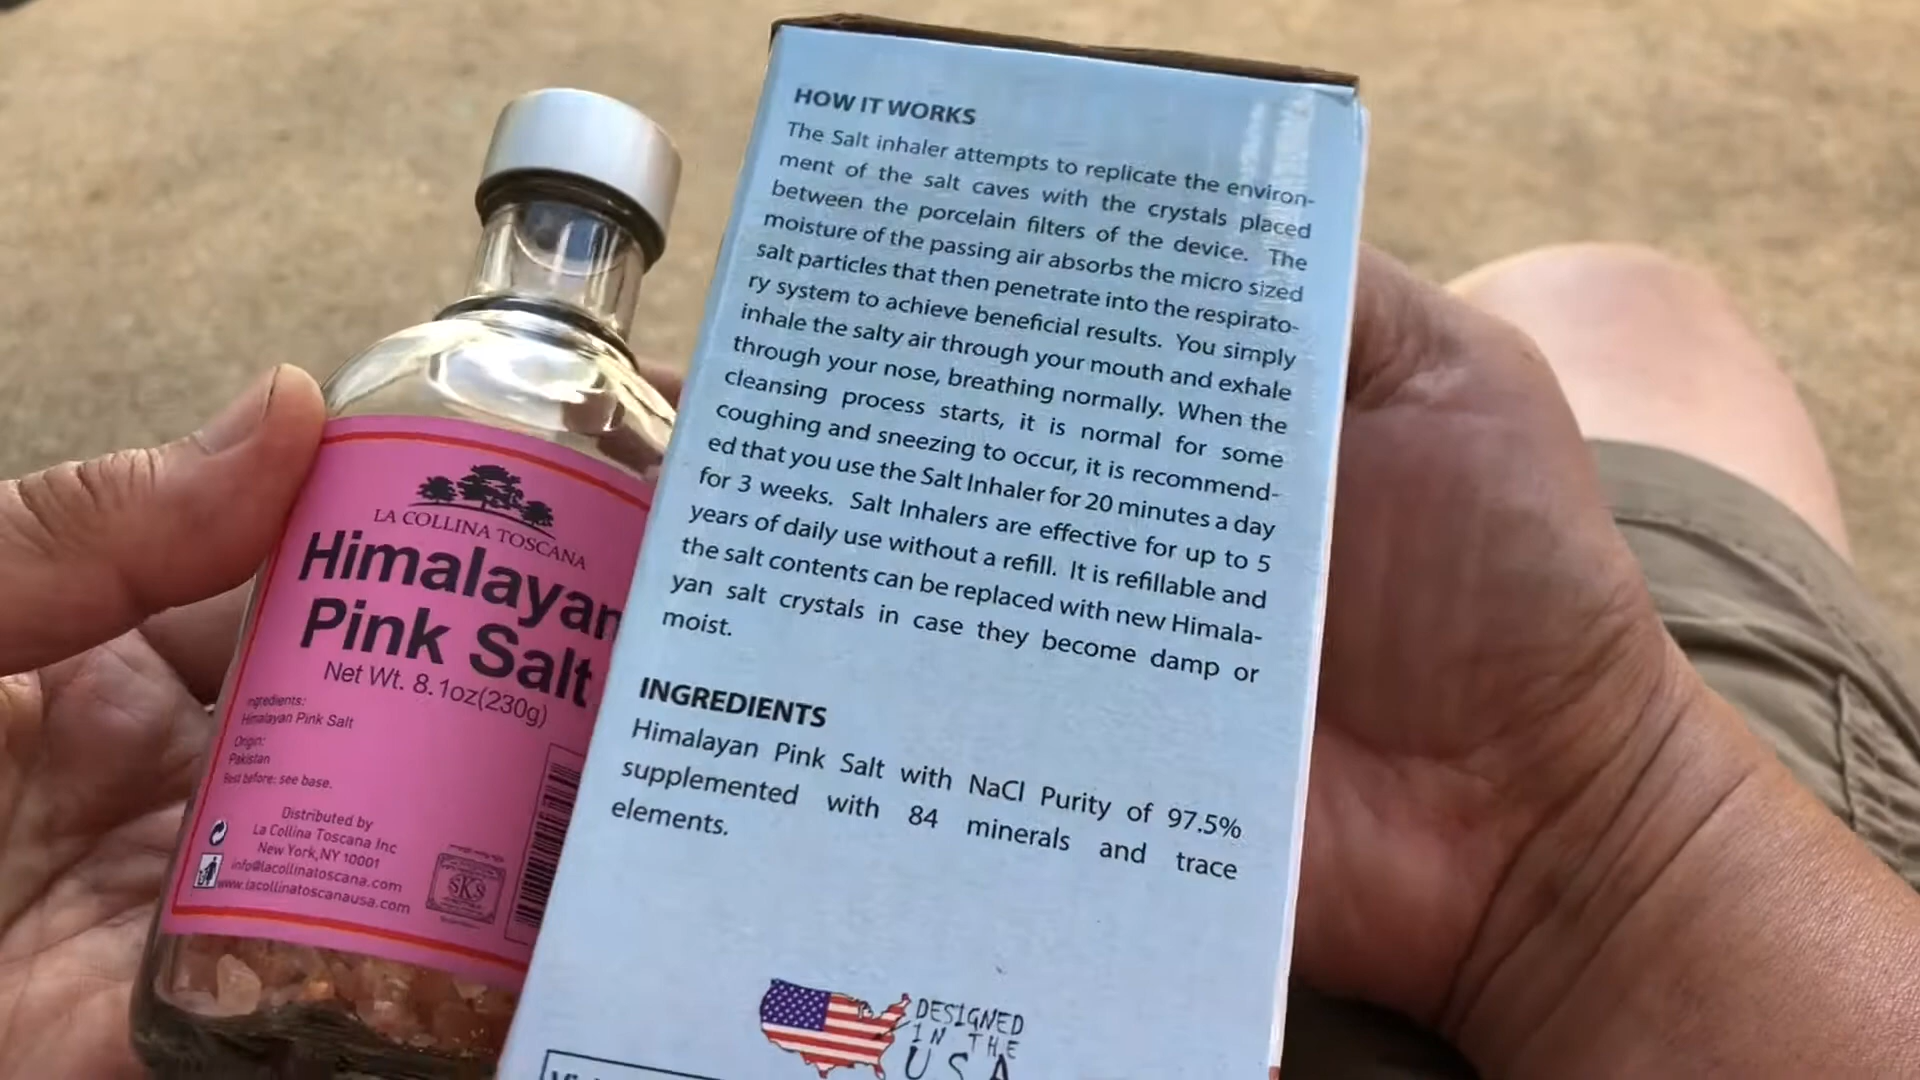 LA COLLINA TOSCANA
Himalayan
Pink Salt
Net Wt. 8.1oz(230g)
Ingredients:
Himalayan Pink Salt
Origin:
Pakistan
Best before: see base.
Distributed by
La Collina Toscana Inc
New York,NY 10001
info@lacollinatoscana.com
www.lacollinatoscanausa.com
SKS
HOW IT WORKS
The Salt inhaler attempts to replicate the environ-
ment of the salt caves with the crystals placed
between the porcelain filters of the device. The
moisture of the passing air absorbs the micro sized
salt particles that then penetrate into the respirato-
ry system to achieve beneficial results. You simply
inhale the salty air through your mouth and exhale
through your nose, breathing normally. When the
cleansing process starts, it is normal for some
coughing and sneezing to occur, it is recommend-
ed that you use the Salt Inhaler for 20 minutes a day
for 3 weeks. Salt Inhalers are effective for up to 5
years of daily use without a refill. It is refillable and
the salt contents can be replaced with new Himala-
yan salt crystals in case they become damp or
moist.
INGREDIENTS
Himalayan Pink Salt with NaCl Purity of 97.5%
supplemented with 84 minerals and trace
elements.
DESIGNED
IN THE
USA